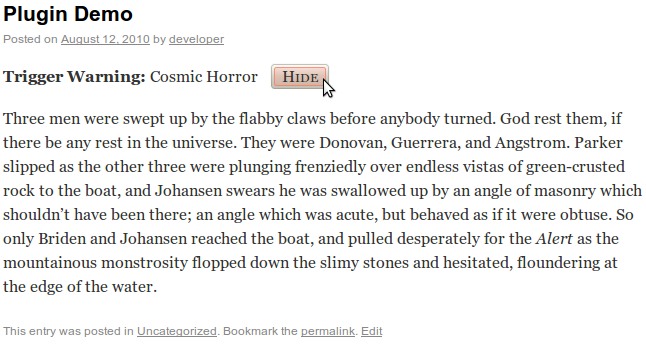 Plugin Demo
Posted on August 12, 2010 by developer
Trigger Warning: Cosmic Horror HIDE
Three men were swept up by the flabby claws before anybody turned. God rest them, if
there be any rest in the universe. They were Donovan, Guerrera, and Angstrom. Parker
slipped as the other three were plunging frenziedly over endless vistas of green-crusted
rock to the boat, and Johansen swears he was swallowed up by an angle of masonry which
shouldn’t have been there; an angle which was acute, but behaved as if it were obtuse. So
only Briden and Johansen reached the boat, and pulled desperately for the Alert as the
mountainous monstrosity flopped down the slimy stones and hesitated, floundering at
the edge of the water.
This entry was posted in Uncategorized. Bookmark the permalink. Edit